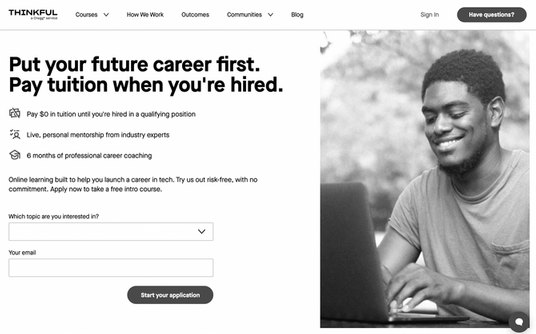 THINKFUL
a Chegg service
Courses
How We Work
Outcomes
Communities
Blog
Sign In
Have questions?
Put your future career first.
Pay tuition when you're hired.
Pay $0 in tuition until you're hired in a qualifying position
Live, personal mentorship from industry experts
6 months of professional career coaching
Online learning built to help you launch a career in tech. Try us out risk-free, with no
commitment. Apply now to take a free intro course.
Which topic are you interested in?
Your email
Start your application